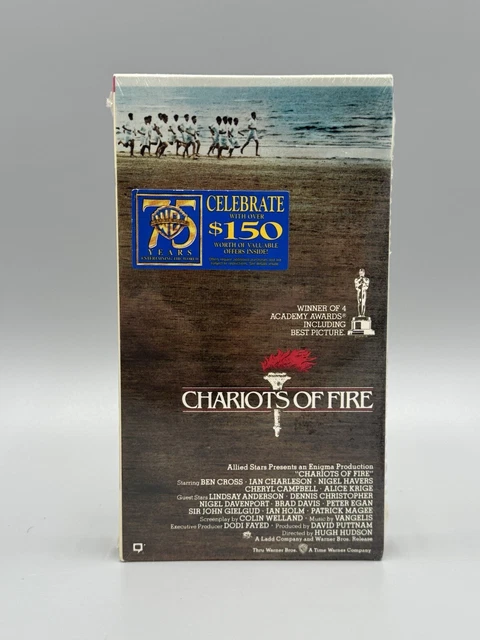 75
WB
YEARS
ENTERTAINING THE WORLD
CELEBRATE
WITH OVER
$150
WORTH OF VALUABLE
OFFERS INSIDE!
WINNER OF 4
ACADEMY AWARDS®
INCLUDING
BEST PICTURE.
CHARIOTS OF FIRE
Allied Stars Presents an Enigma Production
"CHARIOTS OF FIRE"
Starring BEN CROSS · IAN CHARLESON · NIGEL HAVERS
CHERYL CAMPBELL · ALICE KRIGE
Guest Stars LINDSAY ANDERSON · DENNIS CHRISTOPHER
NIGEL DAVENPORT · BRAD DAVIS · PETER EGAN
SIR JOHN GIELGUD · IAN HOLM · PATRICK MAGEE
Screenplay by COLIN WELLAND · Music by VANGELIS
Executive Producer DODI FAYED · Produced by DAVID PUTTNAM
Directed by HUGH HUDSON
A Ladd Company and Warner Bros. Release
Thru Warner Bros. A Time Warner Company